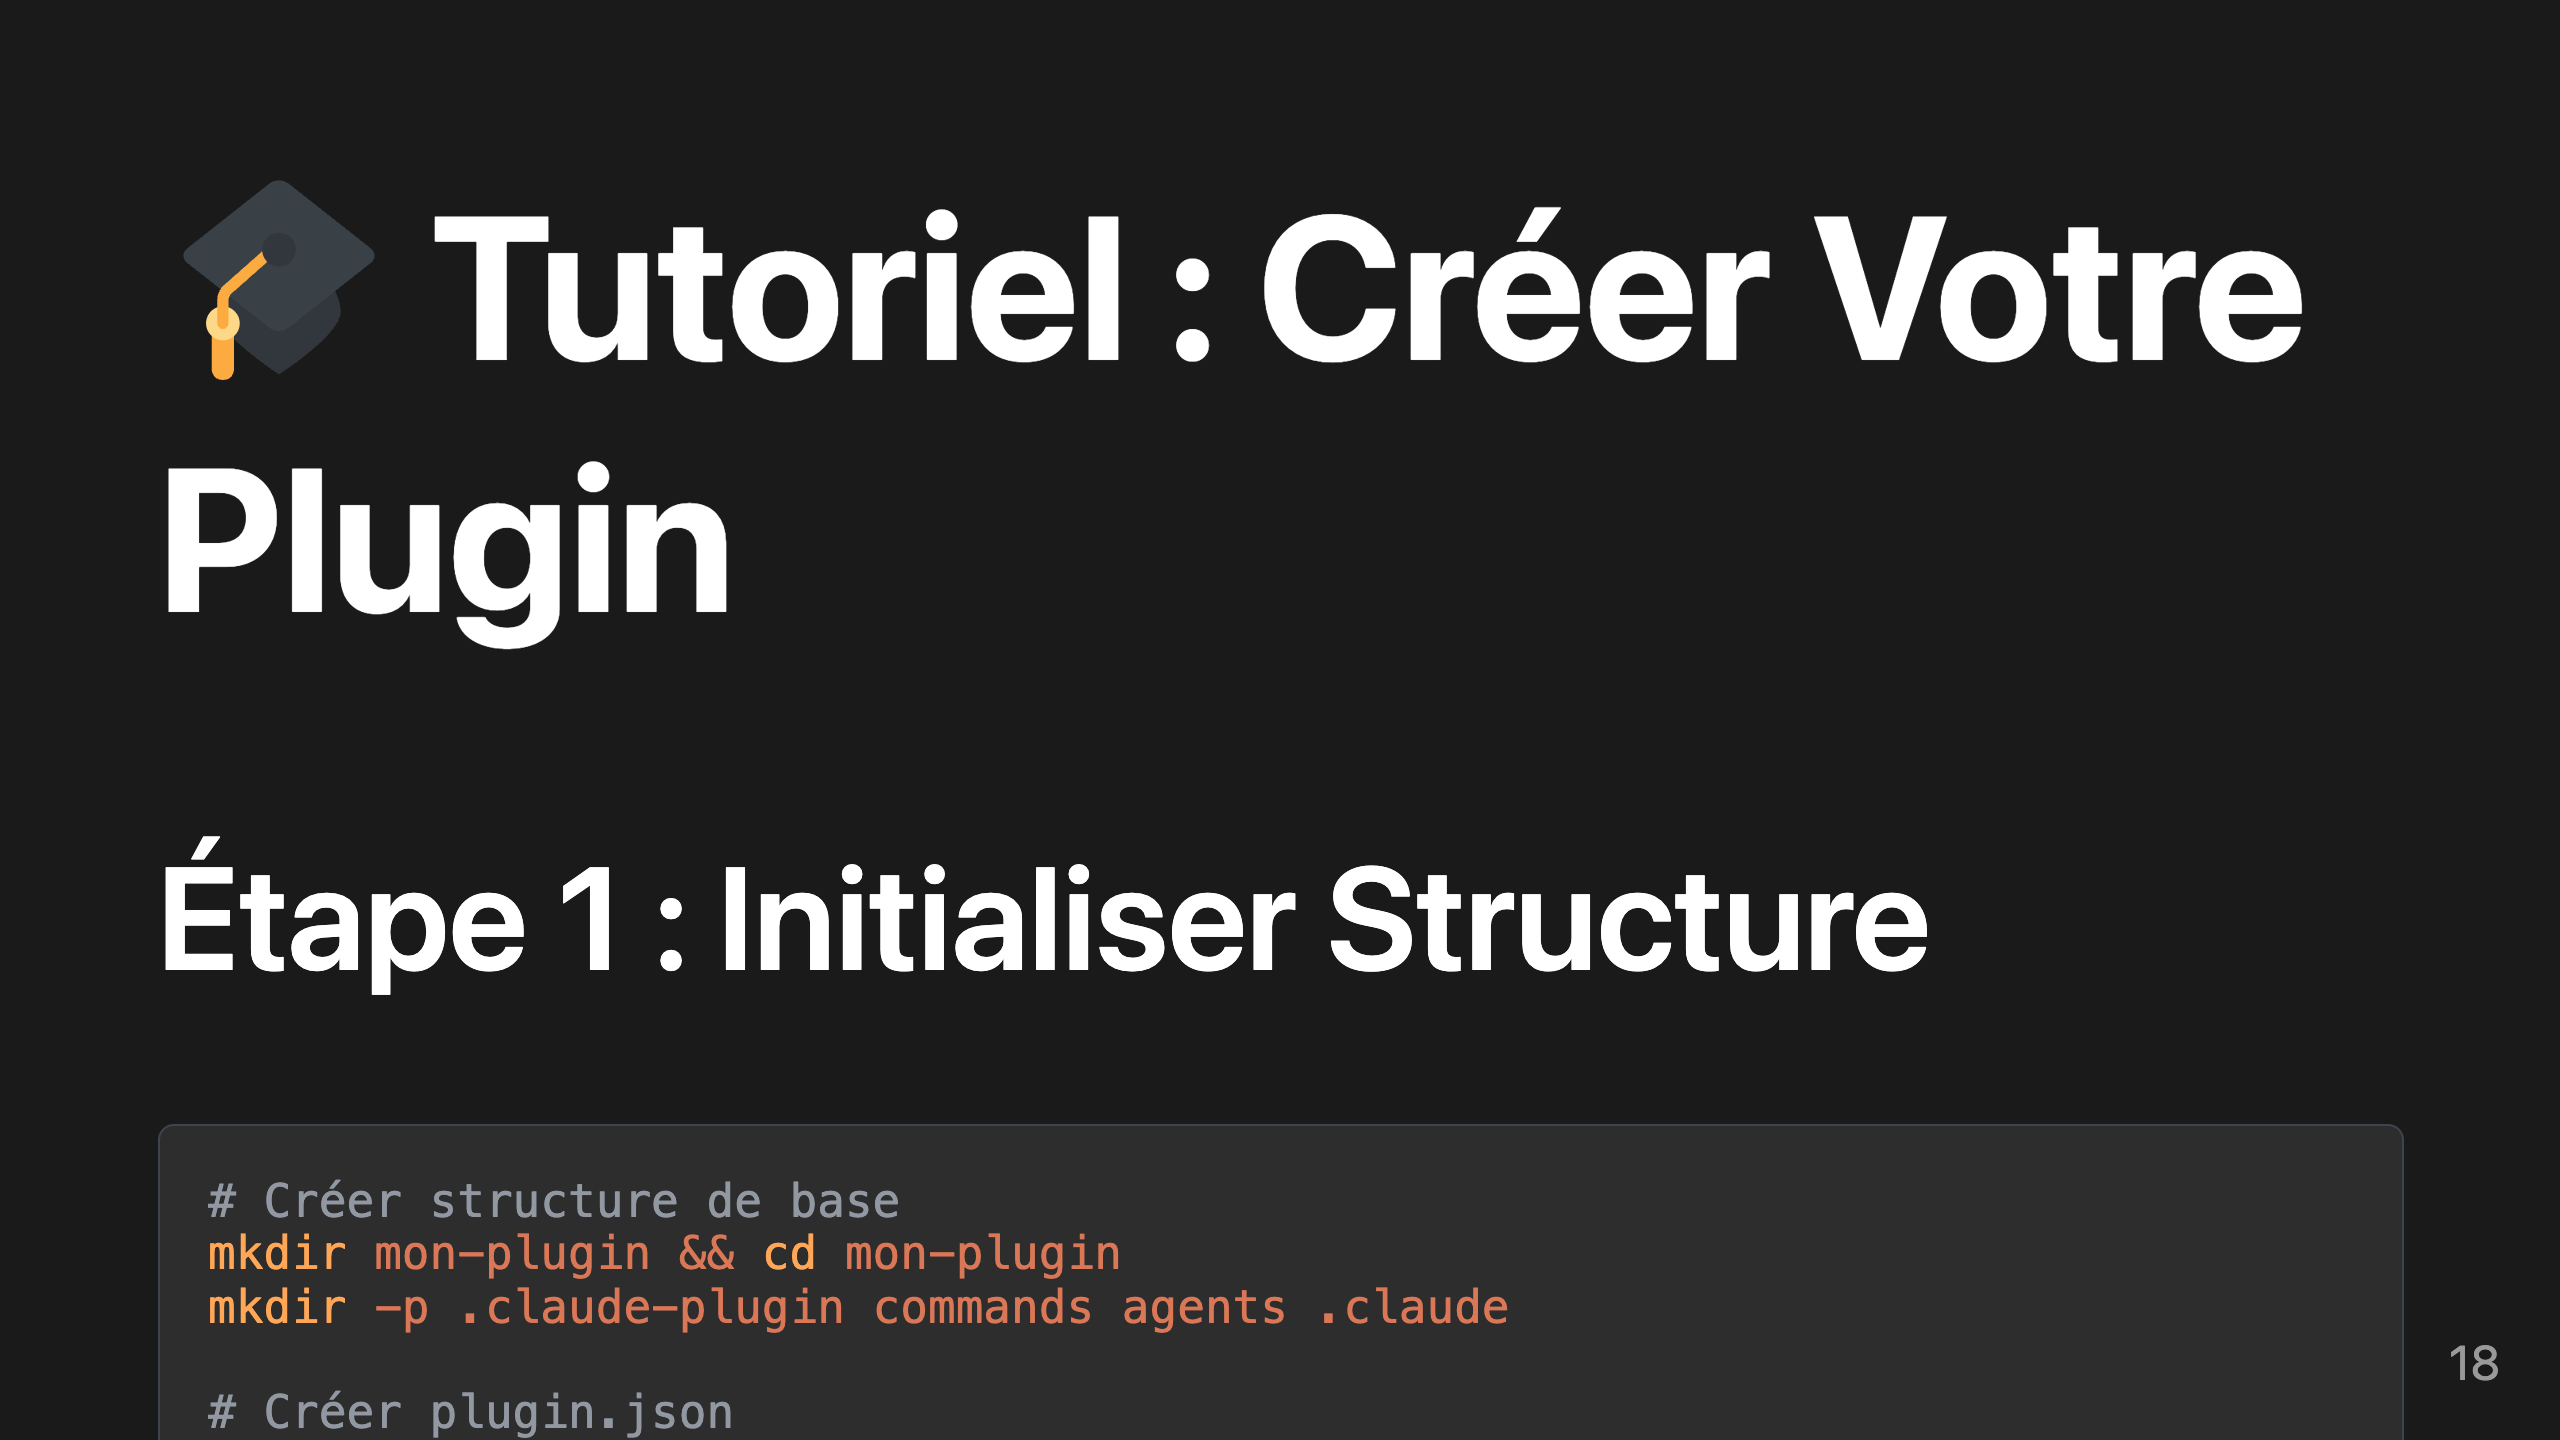 Tutoriel : Créer Votre
Plugin
Étape 1 : Initialiser Structure
# Créer structure de base
mkdir mon-plugin && cd mon-plugin
mkdir -p .claude-plugin commands agents .claude
# Créer plugin.json
18